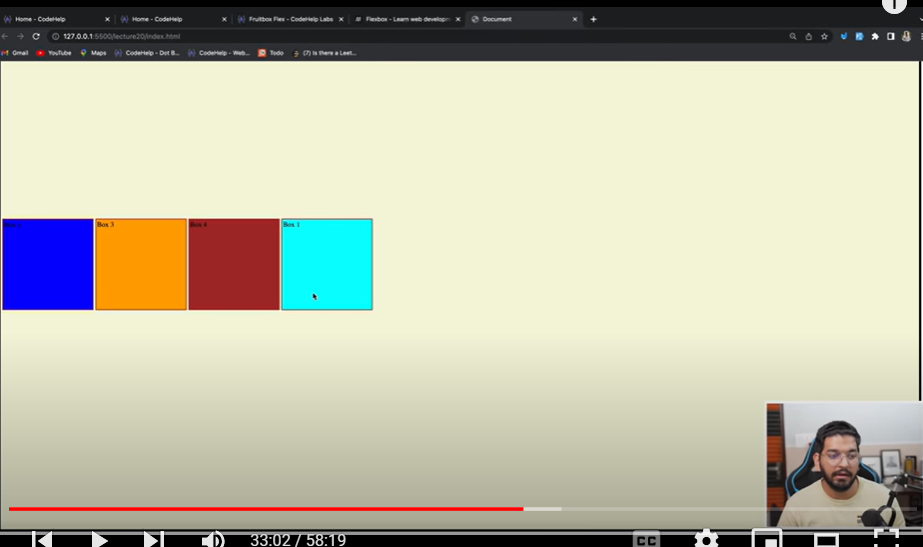 Home - CodeHelp
Home - CodeHelp
Fruitbox Flex - CodeHelp Labs
Flexbox - Learn web developm
Document
127.0.0.1:5500/lecture20/index.html
Gmail
YouTube
Maps
CodeHelp - Dot B...
CodeHelp - Web...
Todo
(7) Is there a Leet...
Box 3
Box 4
Box 1
33:02 / 58:19
CC